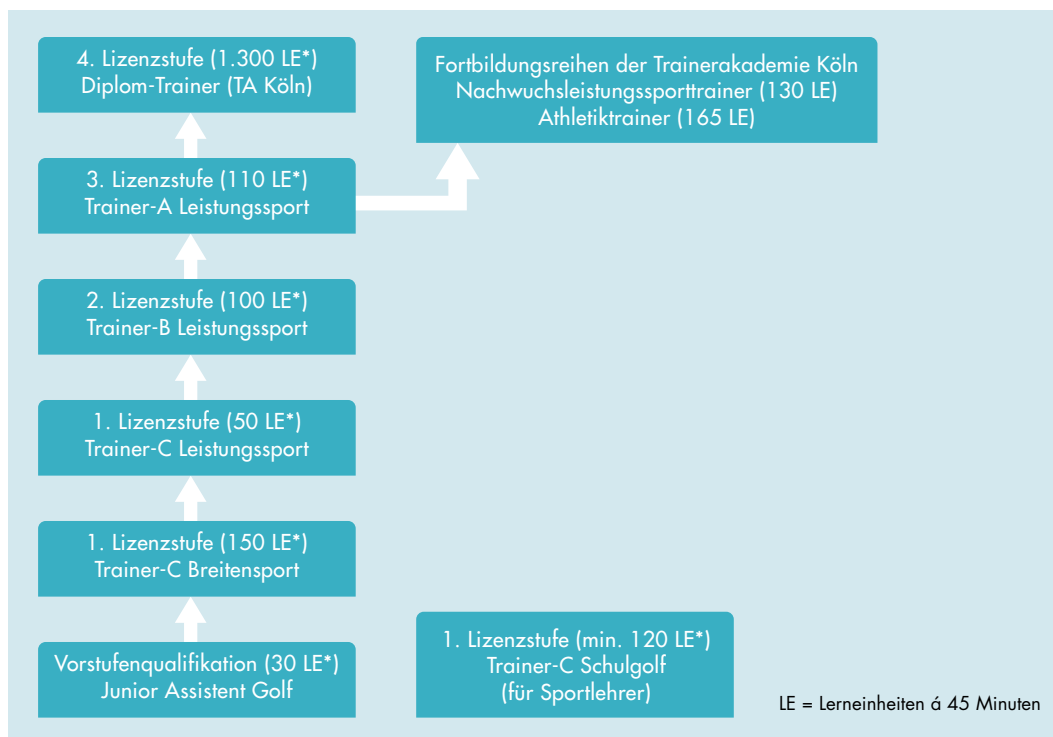 4. Lizenzstufe (1.300 LE*)
Diplom-Trainer (TA Köln)
Fortbildungsreihen der Trainerakademie Köln
Nachwuchsleistungssporttrainer (130 LE)
Athletiktrainer (165 LE)
3. Lizenzstufe (110 LE*)
Trainer-A Leistungssport
2. Lizenzstufe (100 LE*)
Trainer-B Leistungssport
1. Lizenzstufe (50 LE*)
Trainer-C Leistungssport
1. Lizenzstufe (150 LE*)
Trainer-C Breitensport
Vorstufenqualifikation (30 LE*)
Junior Assistent Golf
1. Lizenzstufe (min. 120 LE*)
Trainer-C Schulgolf
(für Sportlehrer)
LE = Lerneinheiten á 45 Minuten